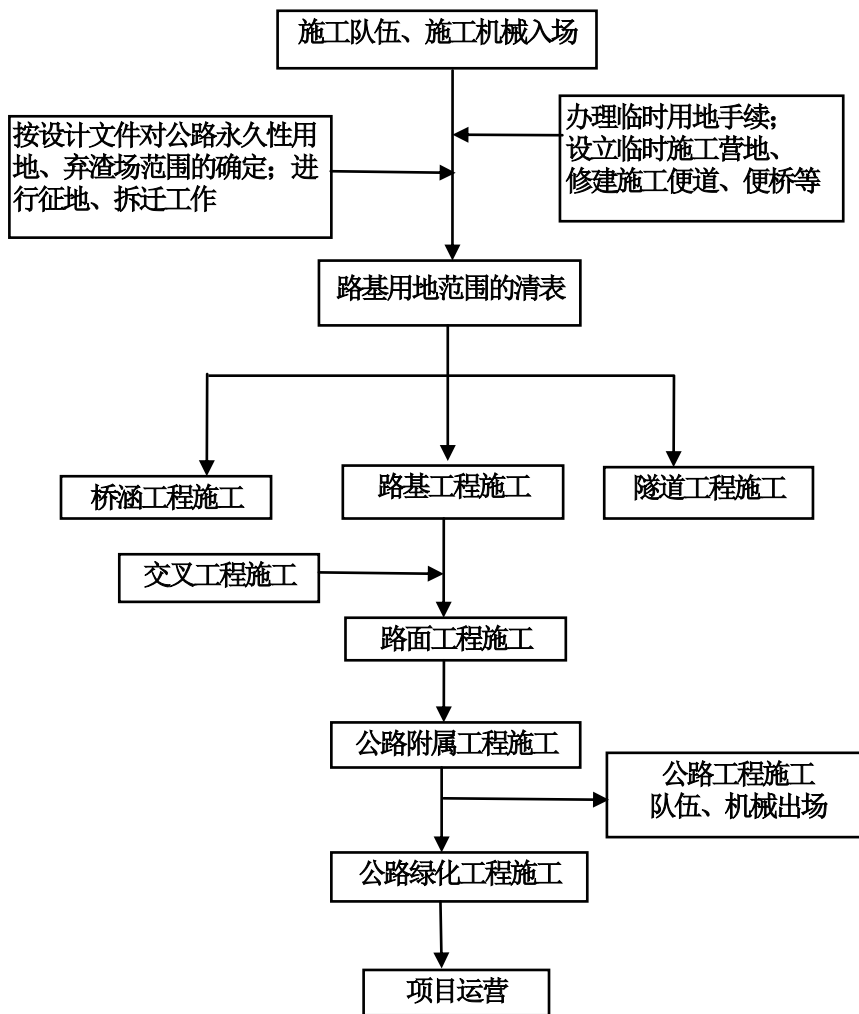 施工队伍、施工机械入场
按设计文件对公路永久性用
地、弃渣场范围的确定；进
行征地、拆迁工作
办理临时用地手续；
设立临时施工营地、
修建施工便道、便桥等
路基用地范围的清表
桥涵工程施工
路基工程施工
隧道工程施工
交叉工程施工
路面工程施工
公路附属工程施工
公路工程施工
队伍、机械出场
公路绿化工程施工
项目运营